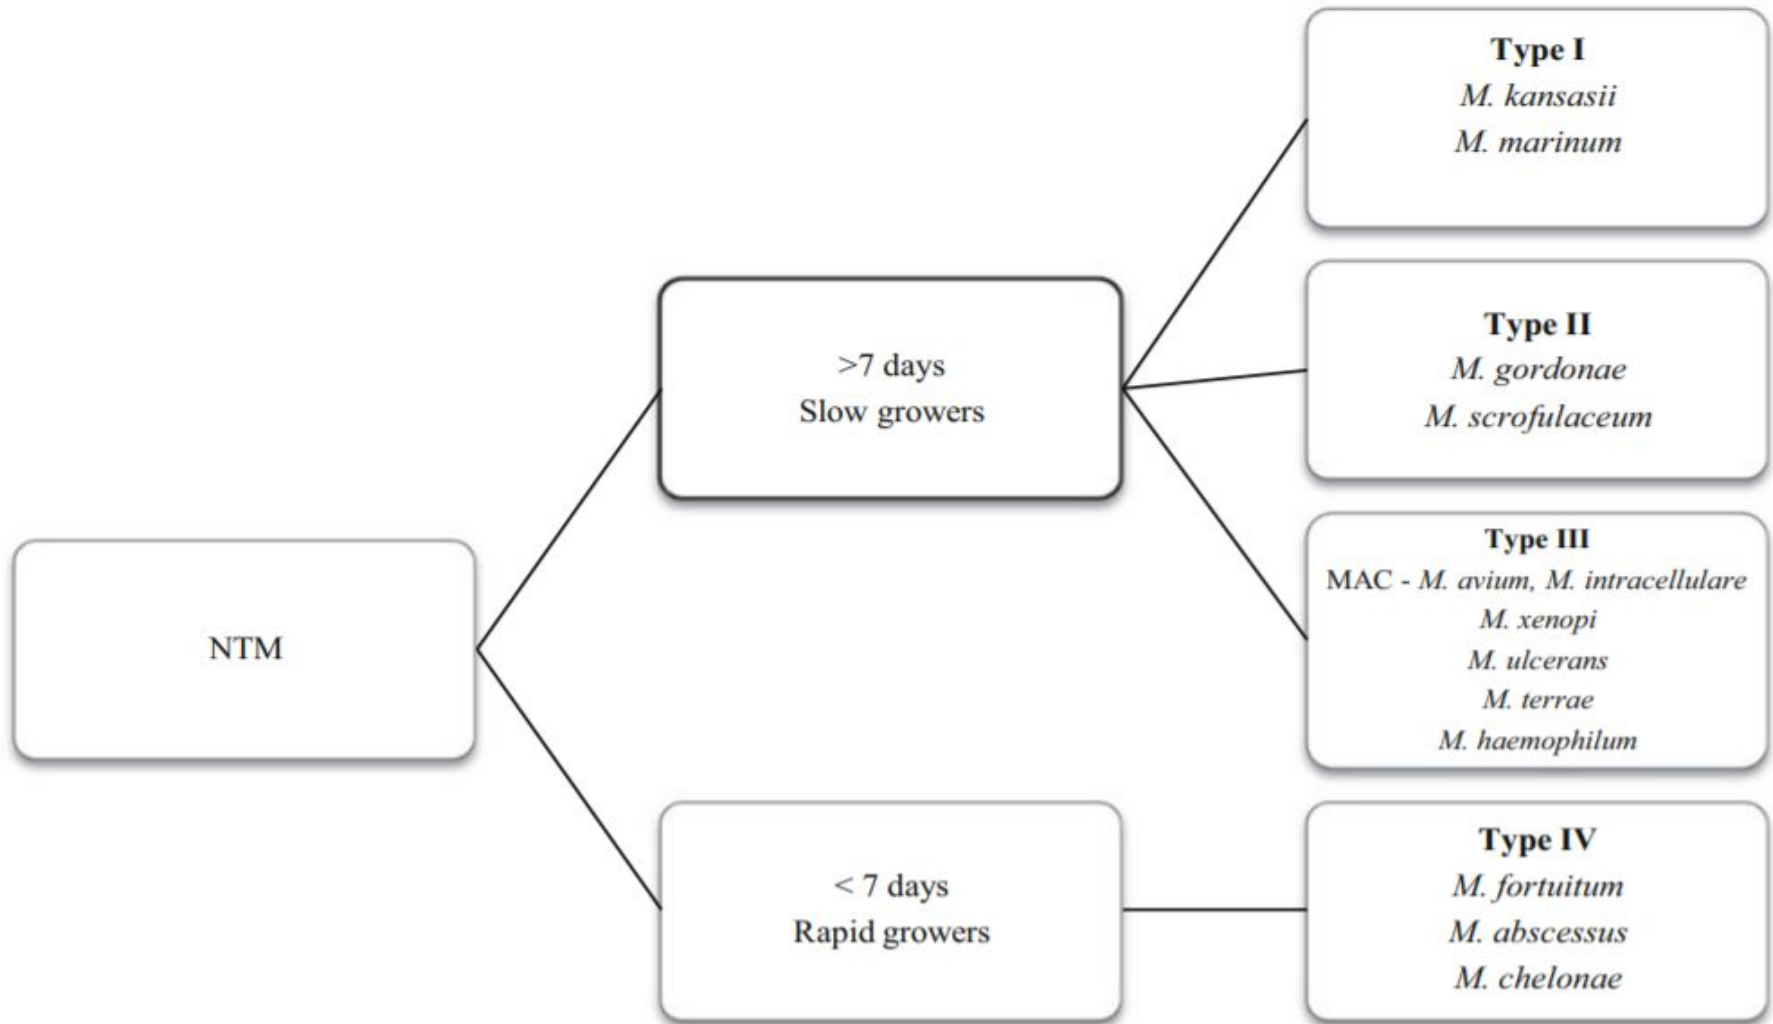 NTM
>7 days
Slow growers
< 7 days
Rapid growers
Type I
M. kansasii
M. marinum
Type II
M. gordonae
M. scrofulaceum
Type III
MAC - M. avium, M. intracellulare
M. xenopi
M. ulcerans
M. terrae
M. haemophilum
Type IV
M. fortuitum
M. abscessus
M. chelonae